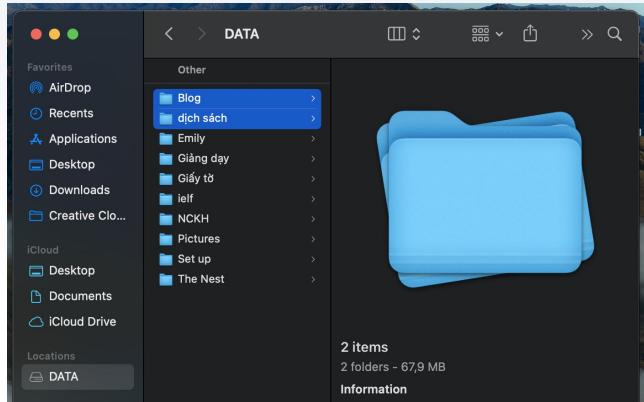 DATA
Favorites
AirDrop
Recents
Applications
Desktop
Downloads
Creative Clo...
iCloud
Desktop
Documents
iCloud Drive
Locations
DATA
Other
Blog
dịch sách
Emily
Giảng dạy
Giấy tờ
ielf
NCKH
Pictures
Set up
The Nest
2 items
2 folders - 67,9 MB
Information